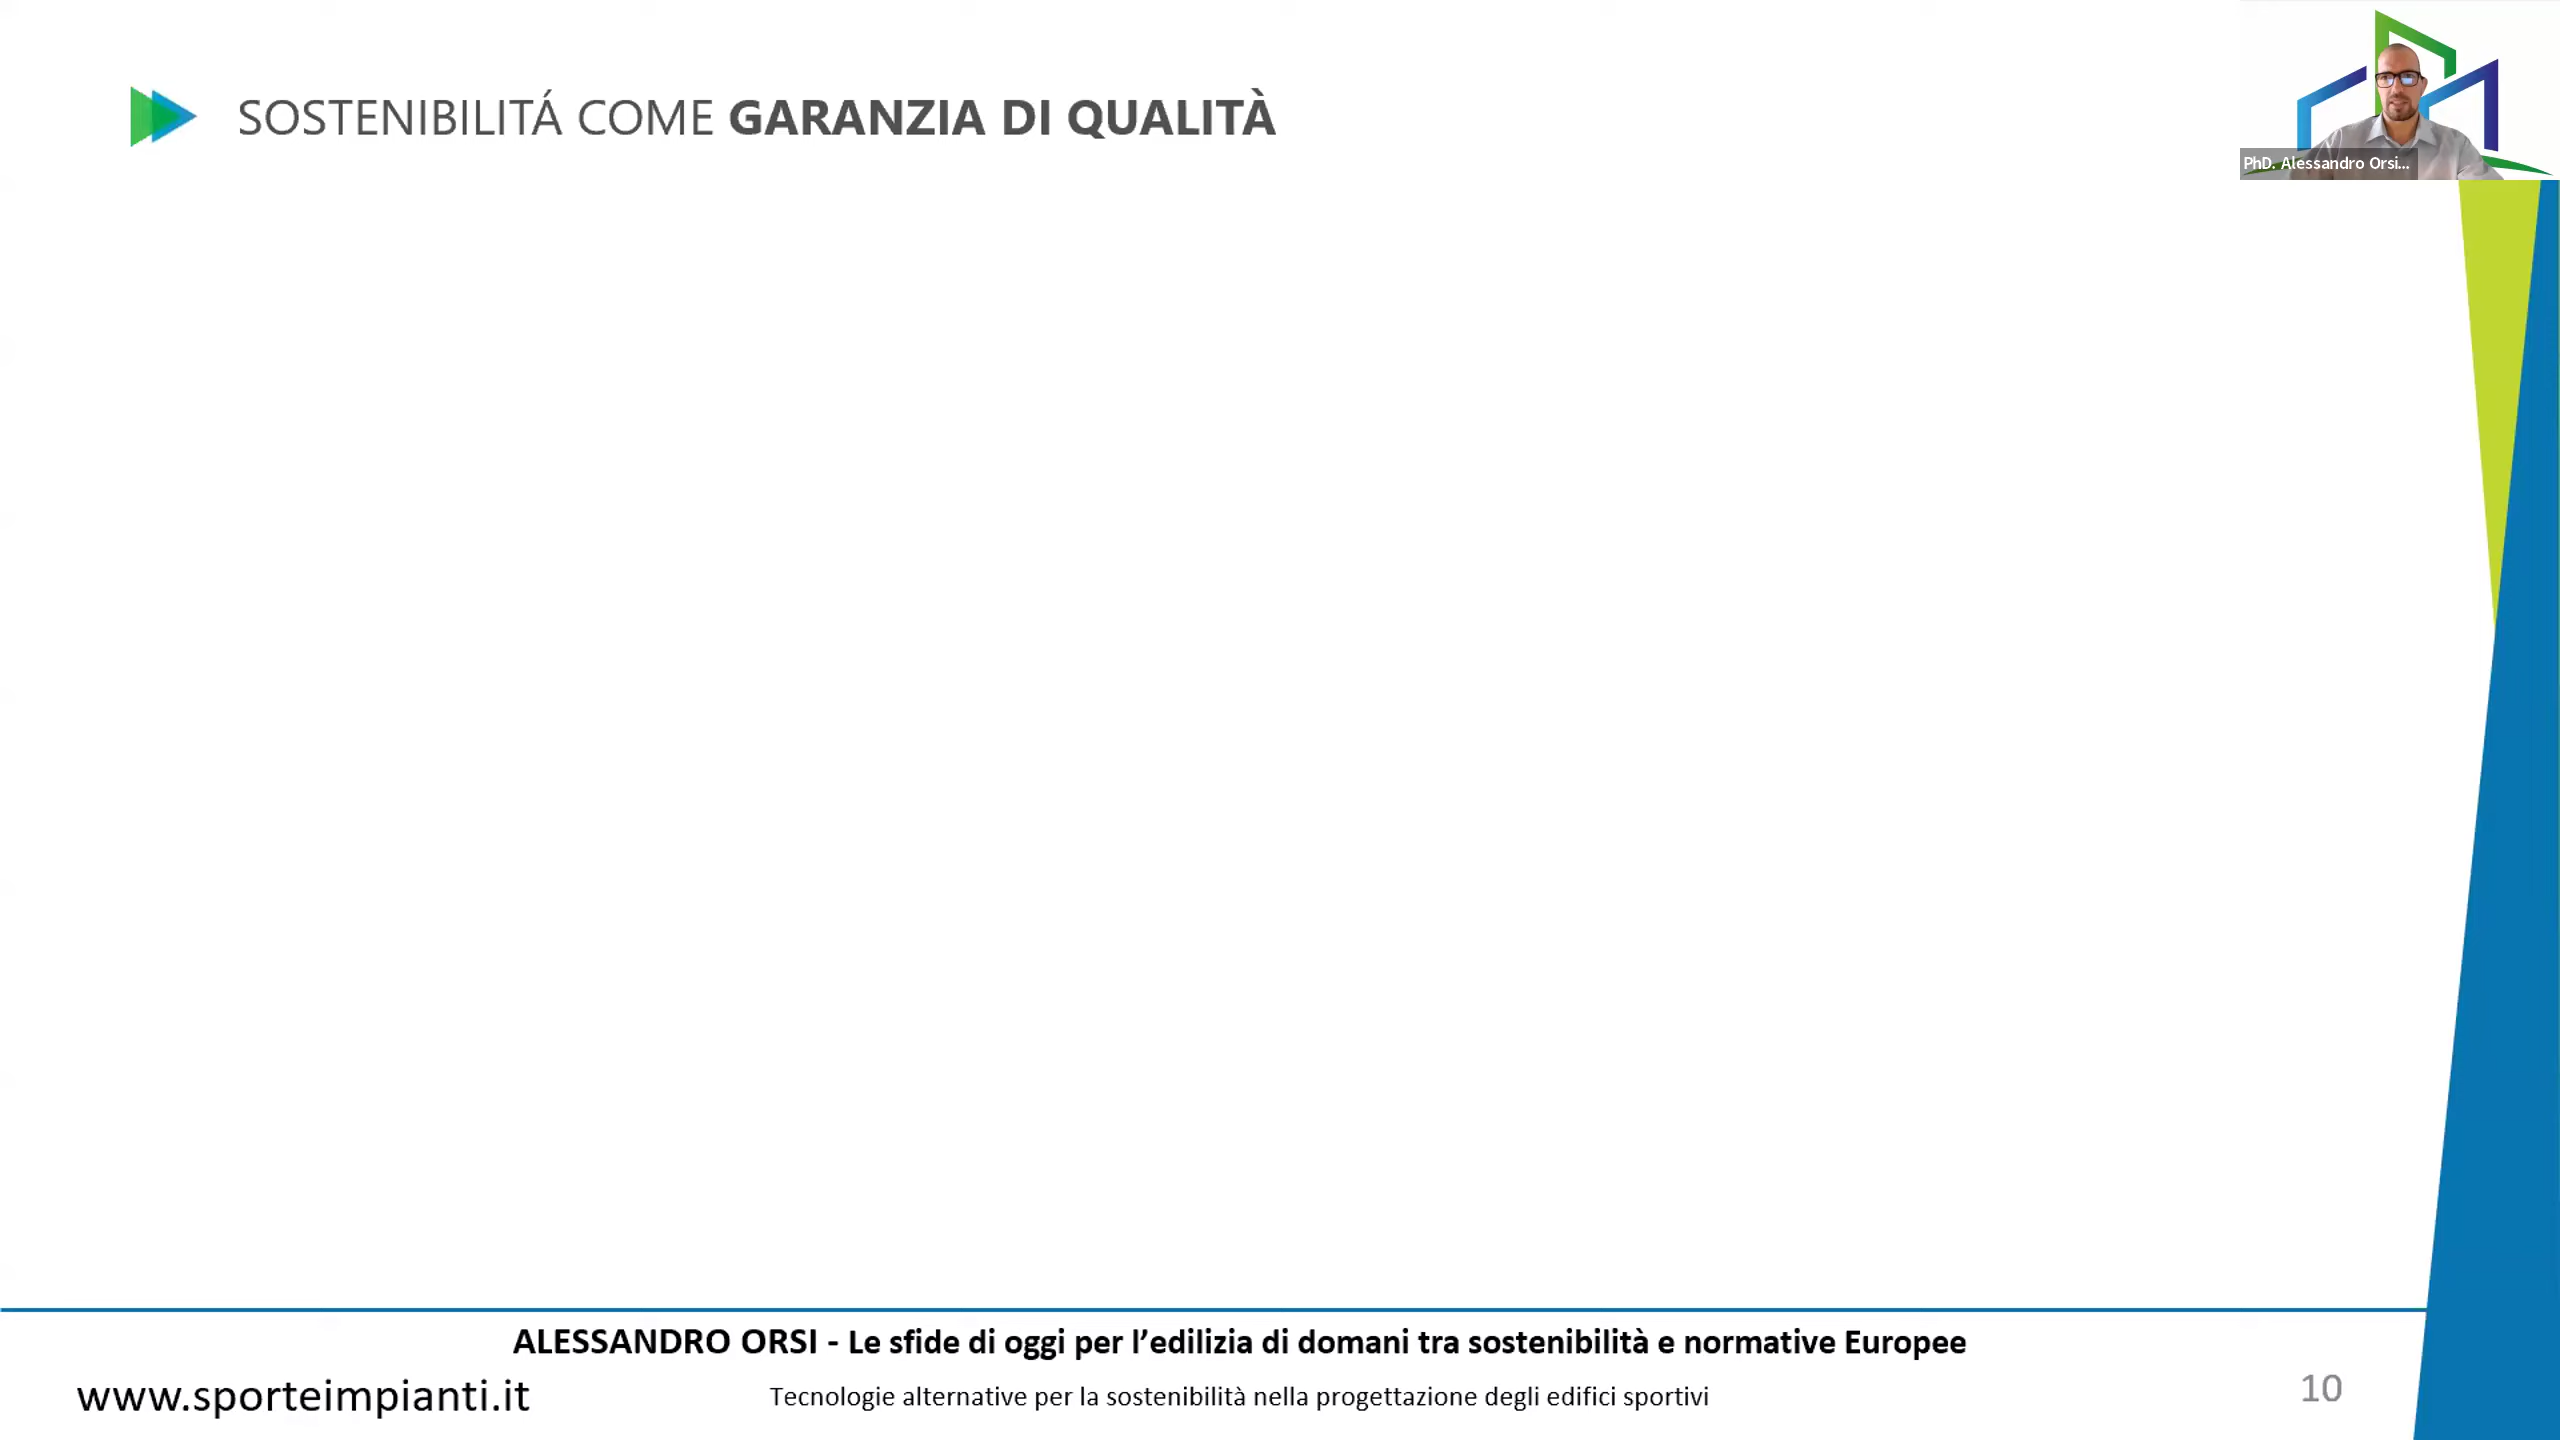 SOSTENIBILITÁ COME GARANZIA DI QUALITÀ
PhD. Alessandro Orsi...
ALESSANDRO ORSI - Le sfide di oggi per l’edilizia di domani tra sostenibilità e normative Europee
www.sporteimpianti.it
Tecnologie alternative per la sostenibilità nella progettazione degli edifici sportivi
10